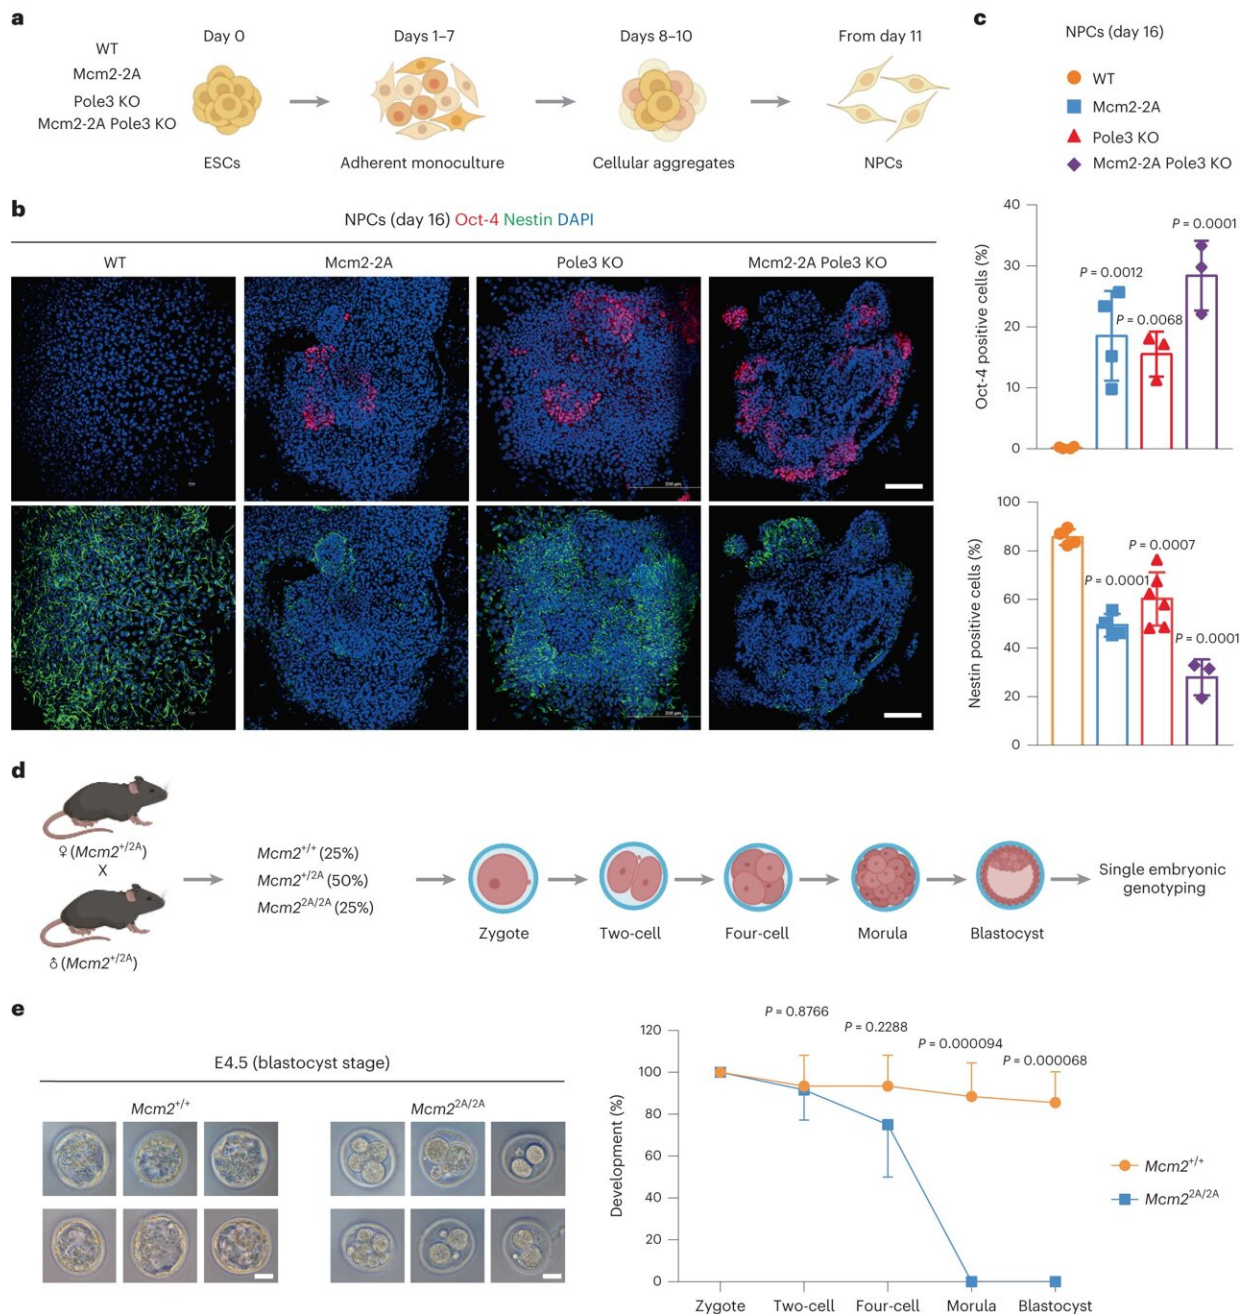 a
WT
Mcm2-2A
Pole3 KO
Mcm2-2A Pole3 KO
Day 0
Days 1–7
Days 8–10
From day 11
ESCs
Adherent monoculture
Cellular aggregates
NPCs
b
NPCs (day 16) Oct-4 Nestin DAPI
WT
Mcm2-2A
Pole3 KO
Mcm2-2A Pole3 KO
250 µm
250 µm
c
NPCs (day 16)
WT
Mcm2-2A
Pole3 KO
Mcm2-2A Pole3 KO
Oct-4 positive cells (%)
40
30
20
10
0
P = 0.0012
P = 0.0068
P = 0.0001
Nestin positive cells (%)
100
80
60
40
20
0
P = 0.0001
P = 0.0007
P = 0.0001
d
♀ (Mcm2+/2A)
X
♂ (Mcm2+/2A)
Mcm2+/+ (25%)
Mcm2+/2A (50%)
Mcm22A/2A (25%)
Zygote
Two-cell
Four-cell
Morula
Blastocyst
Single embryonic
genotyping
e
E4.5 (blastocyst stage)
Mcm2+/+
Mcm22A/2A
Development (%)
120
100
80
60
40
20
0
P = 0.8766
P = 0.2288
P = 0.000094
P = 0.000068
Zygote
Two-cell
Four-cell
Morula
Blastocyst
Mcm2+/+
Mcm22A/2A